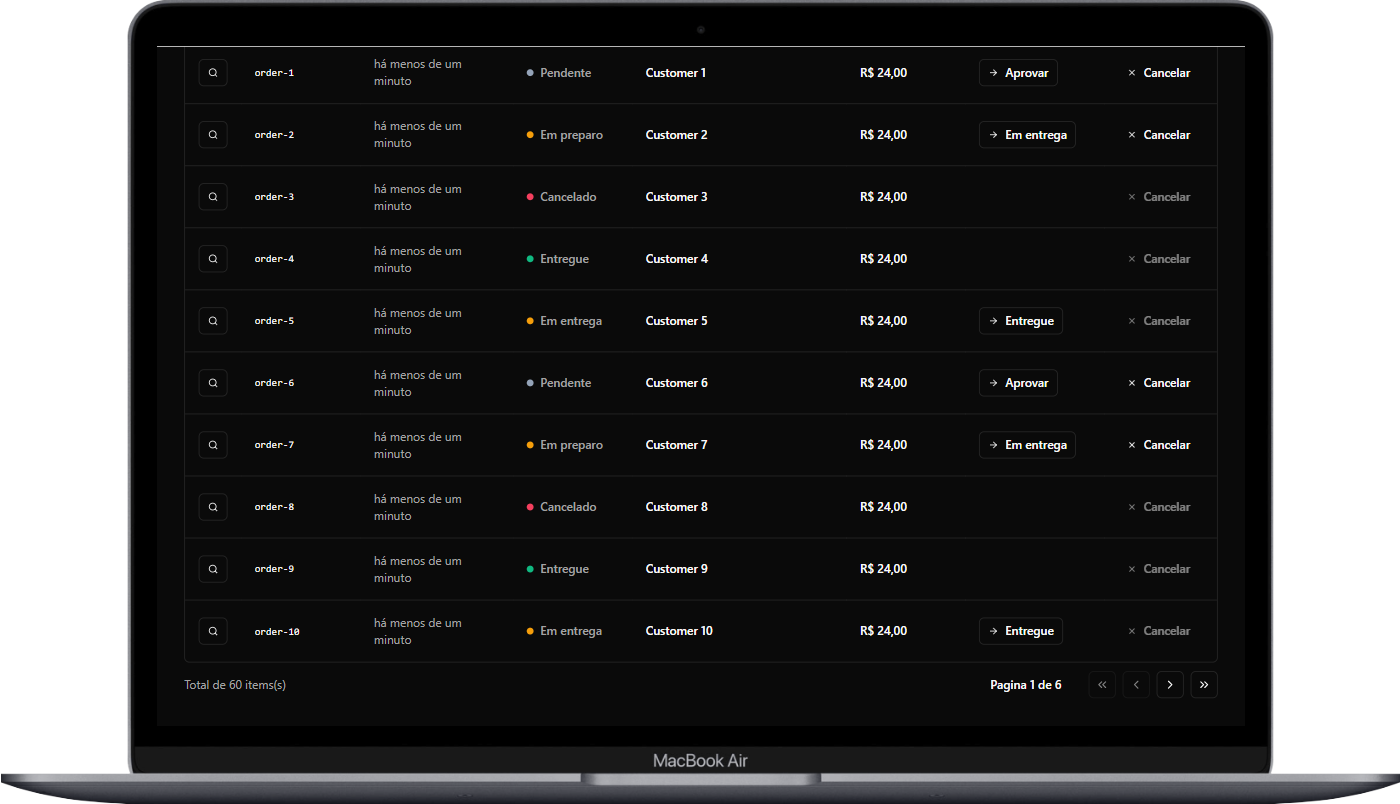 order-1 há menos de um Pendente Customer 1 R$ 24,00 Aprovar Cancelar
minuto
order-2 há menos de um Em preparo Customer 2 R$ 24,00 Em entrega Cancelar
minuto
order-3 há menos de um Cancelado Customer 3 R$ 24,00 Cancelar
minuto
order-4 há menos de um Entregue Customer 4 R$ 24,00 Cancelar
minuto
order-5 há menos de um Em entrega Customer 5 R$ 24,00 Entregue Cancelar
minuto
order-6 há menos de um Pendente Customer 6 R$ 24,00 Aprovar Cancelar
minuto
order-7 há menos de um Em preparo Customer 7 R$ 24,00 Em entrega Cancelar
minuto
order-8 há menos de um Cancelado Customer 8 R$ 24,00 Cancelar
minuto
order-9 há menos de um Entregue Customer 9 R$ 24,00 Cancelar
minuto
order-10 há menos de um Em entrega Customer 10 R$ 24,00 Entregue Cancelar
minuto
Total de 60 items(s) Pagina 1 de 6
MacBook Air